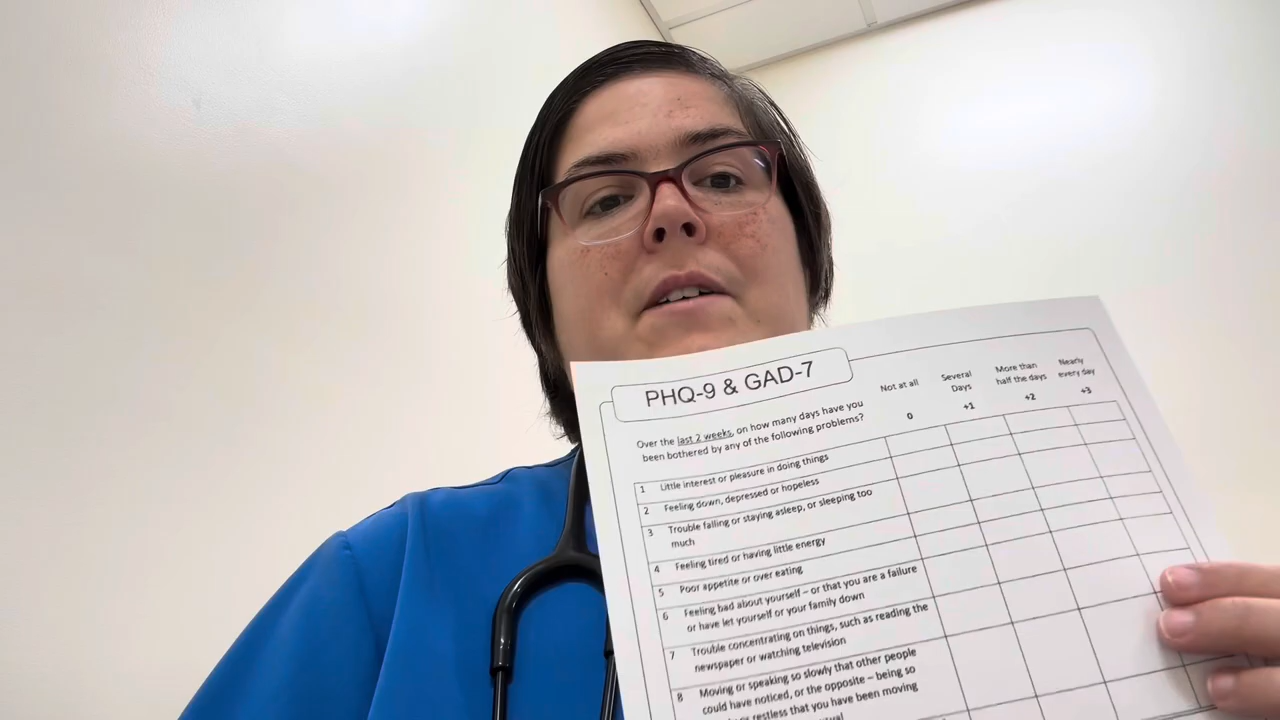 PHQ-9 & GAD-7
Over the last 2 weeks, on how many days have you
been bothered by any of the following problems?
Not at all
0
Several
Days
+1
More than
half the days
+2
Nearly
every day
+3
1 Little interest or pleasure in doing things
2 Feeling down, depressed or hopeless
3 Trouble falling or staying asleep, or sleeping too
much
4 Feeling tired or having little energy
5 Poor appetite or over eating
6 Feeling bad about yourself – or that you are a failure
or have let yourself or your family down
7 Trouble concentrating on things, such as reading the
newspaper or watching television
8 Moving or speaking so slowly that other people
could have noticed, or the opposite – being so
restless that you have been moving